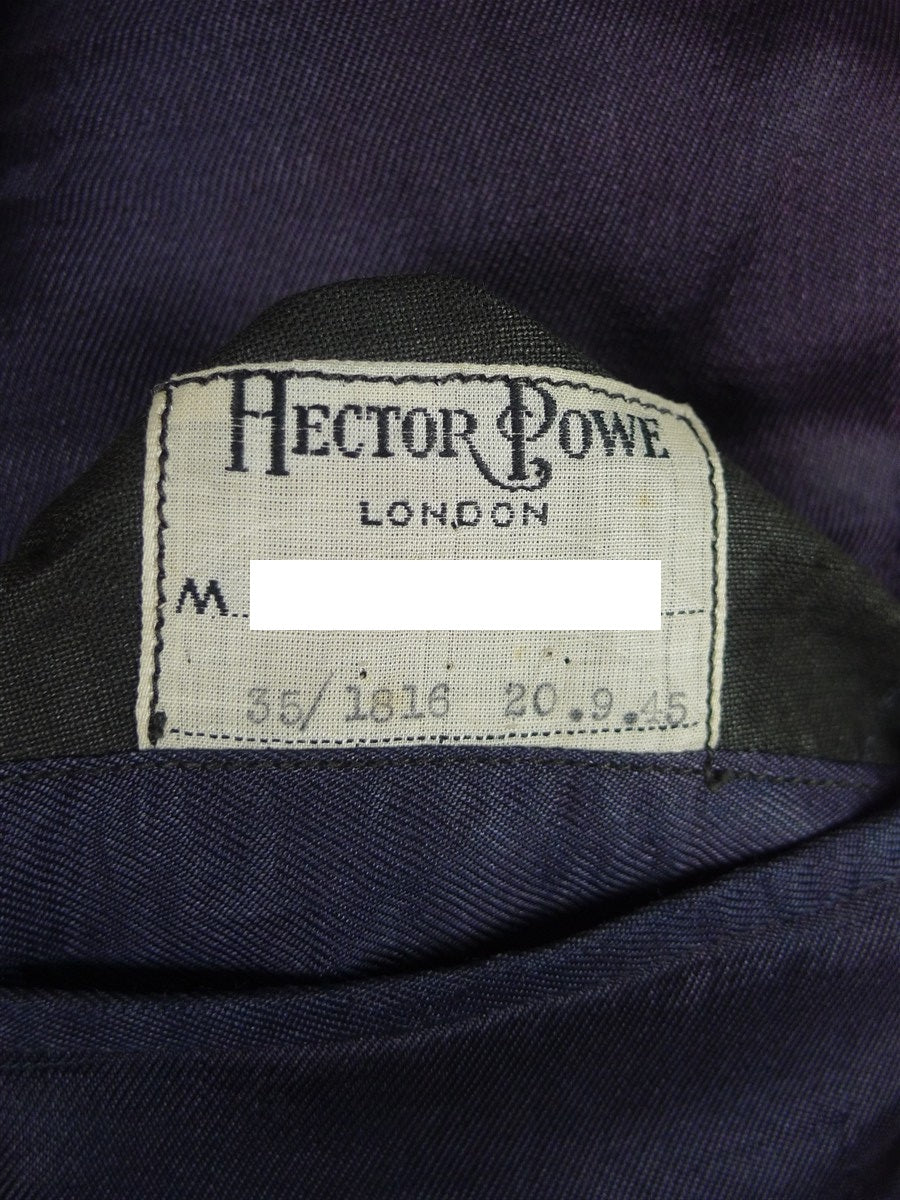 HECTOR POWE
LONDON
M
35/1816 20.9.45